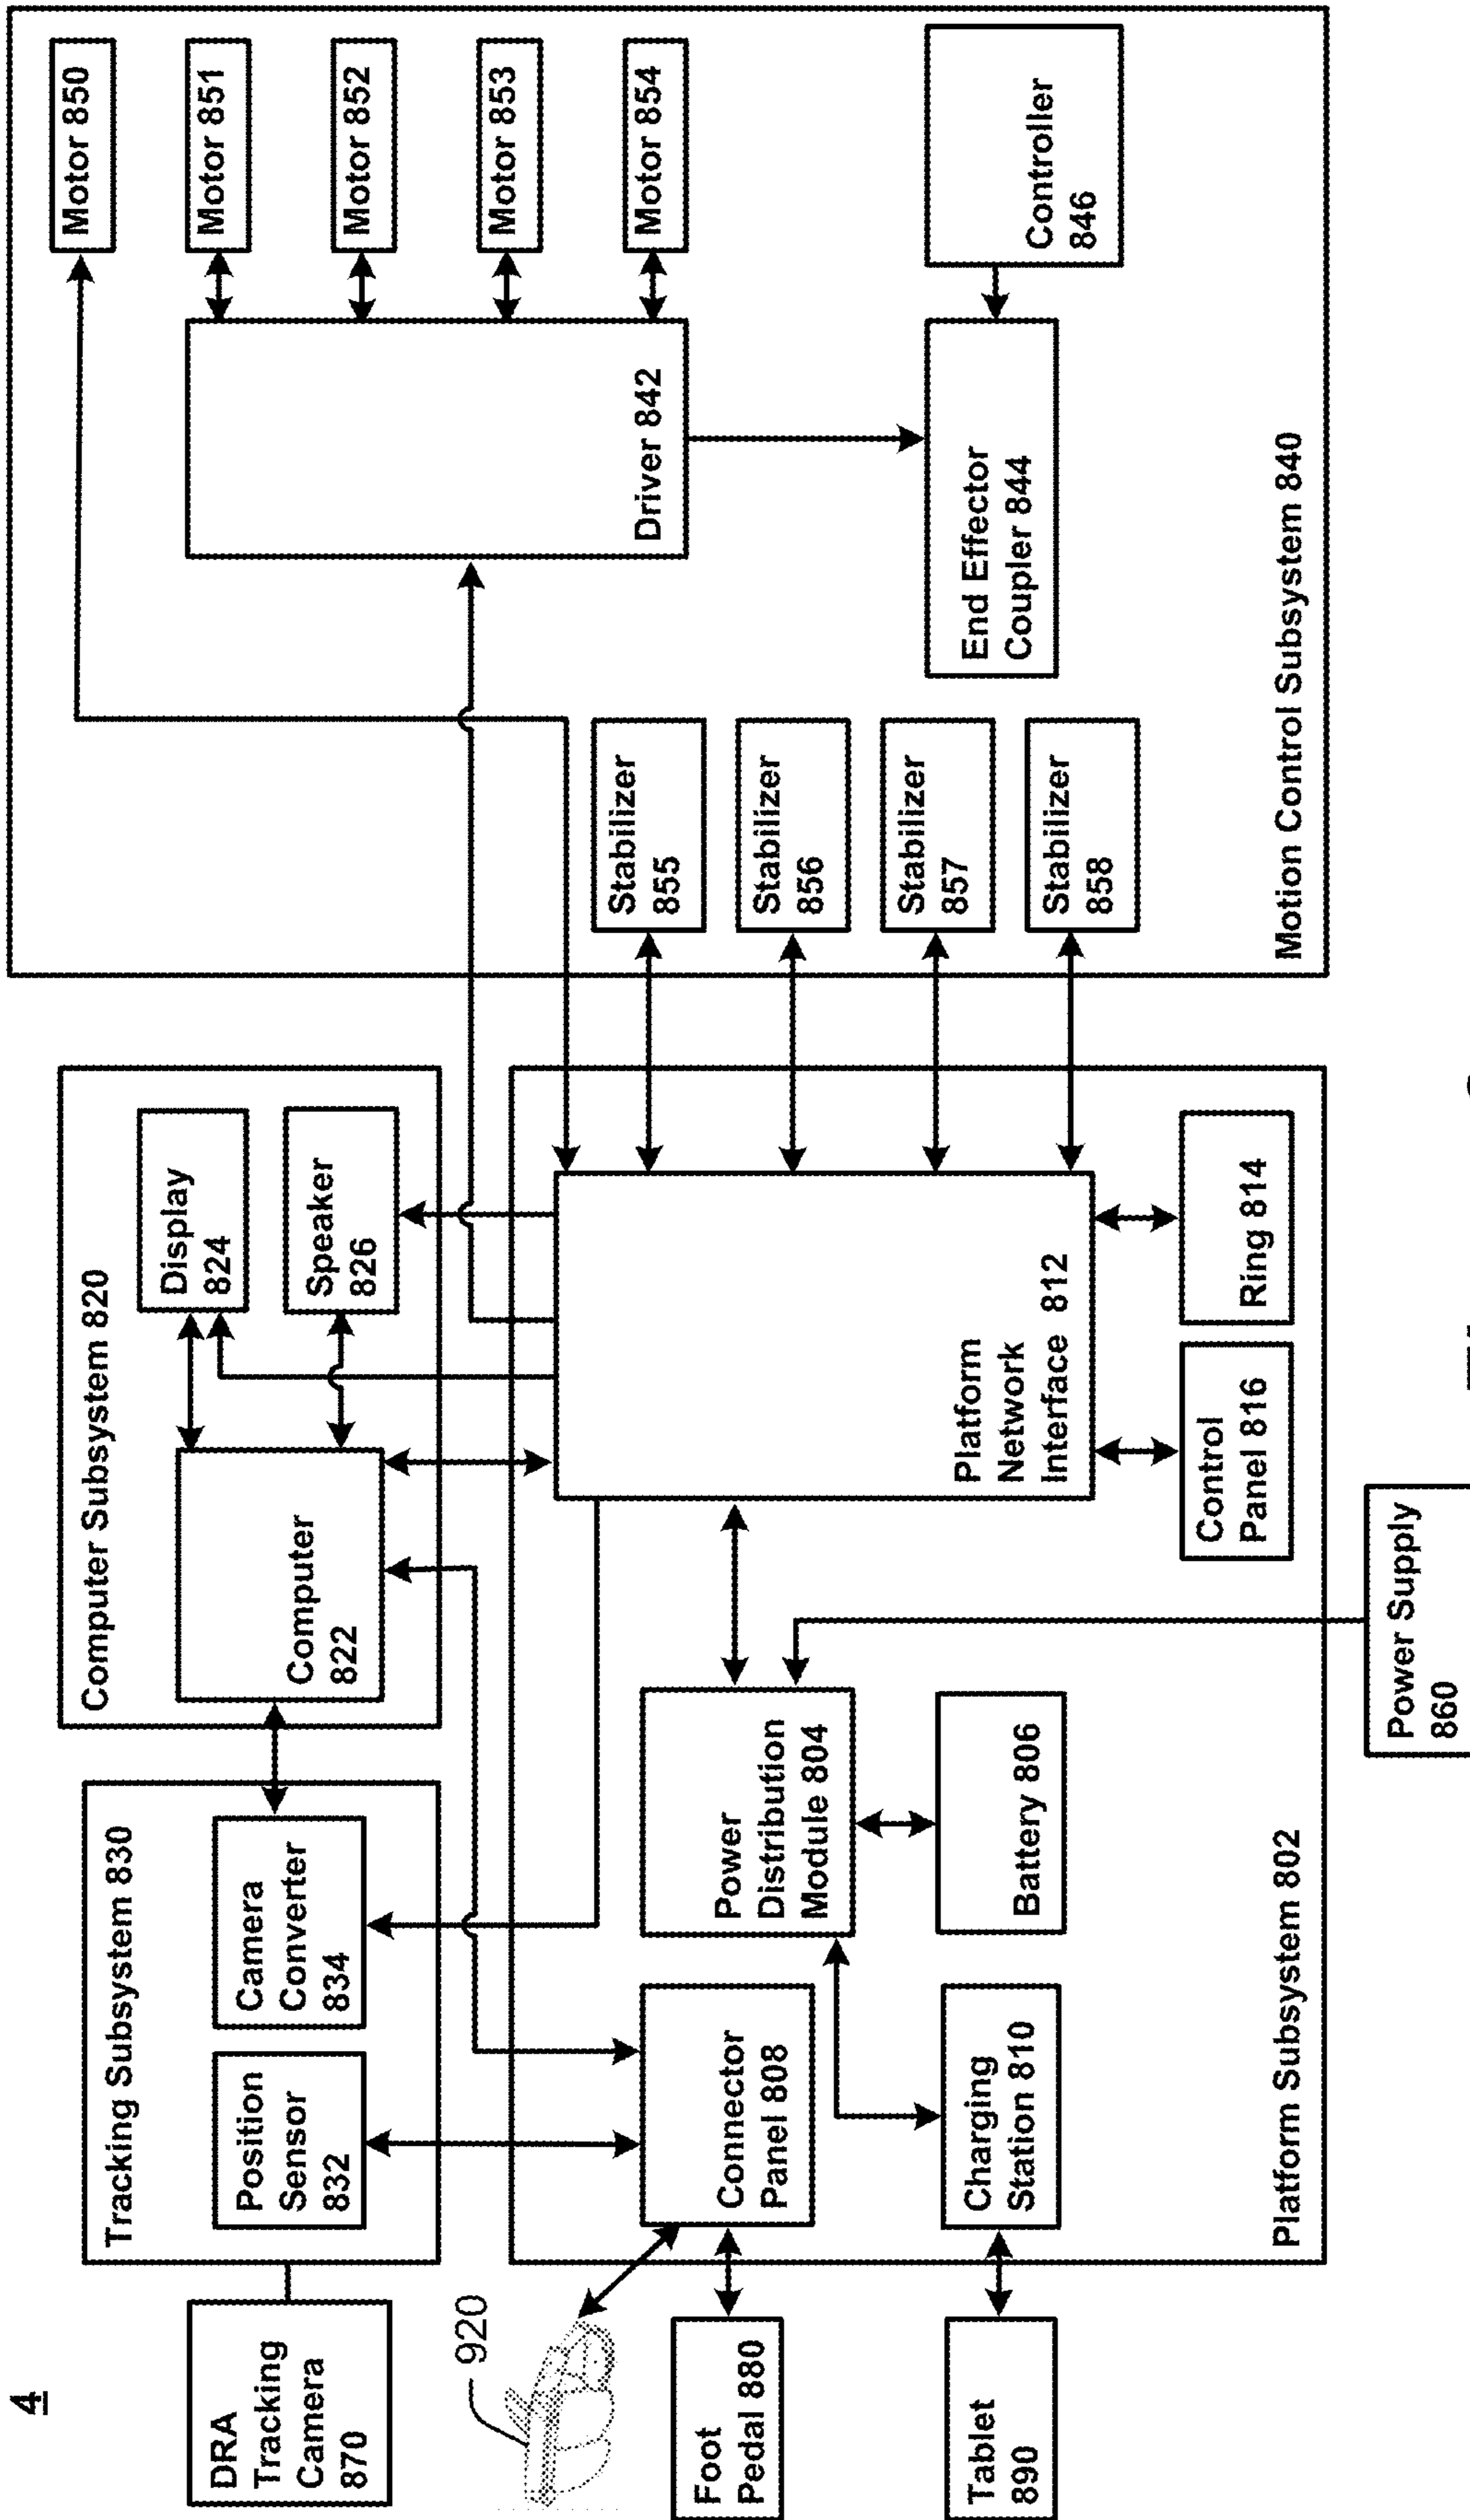 4
DRA
Tracking
Camera
870
920
Foot
Pedal 880
Tablet
890
Tracking Subsystem 830
Position
Sensor
832
Camera
Converter
834
Computer Subsystem 820
Computer
822
Display
824
Speaker
826
Connector
Panel 808
Charging
Station 810
Power
Distribution
Module 804
Battery 806
Platform
Network
Interface 812
Control
Panel 816
Ring 814
Platform Subsystem 802
Power Supply
860
Motor 850
Motor 851
Motor 852
Motor 853
Motor 854
Driver 842
Stabilizer
855
Stabilizer
856
Stabilizer
857
Stabilizer
858
End Effector
Coupler 844
Controller
846
Motion Control Subsystem 840